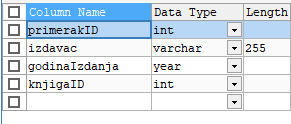 Column Name Data Type Length
primerakID int
izdavac varchar 255
godinaIzdanja year
knjigaID int